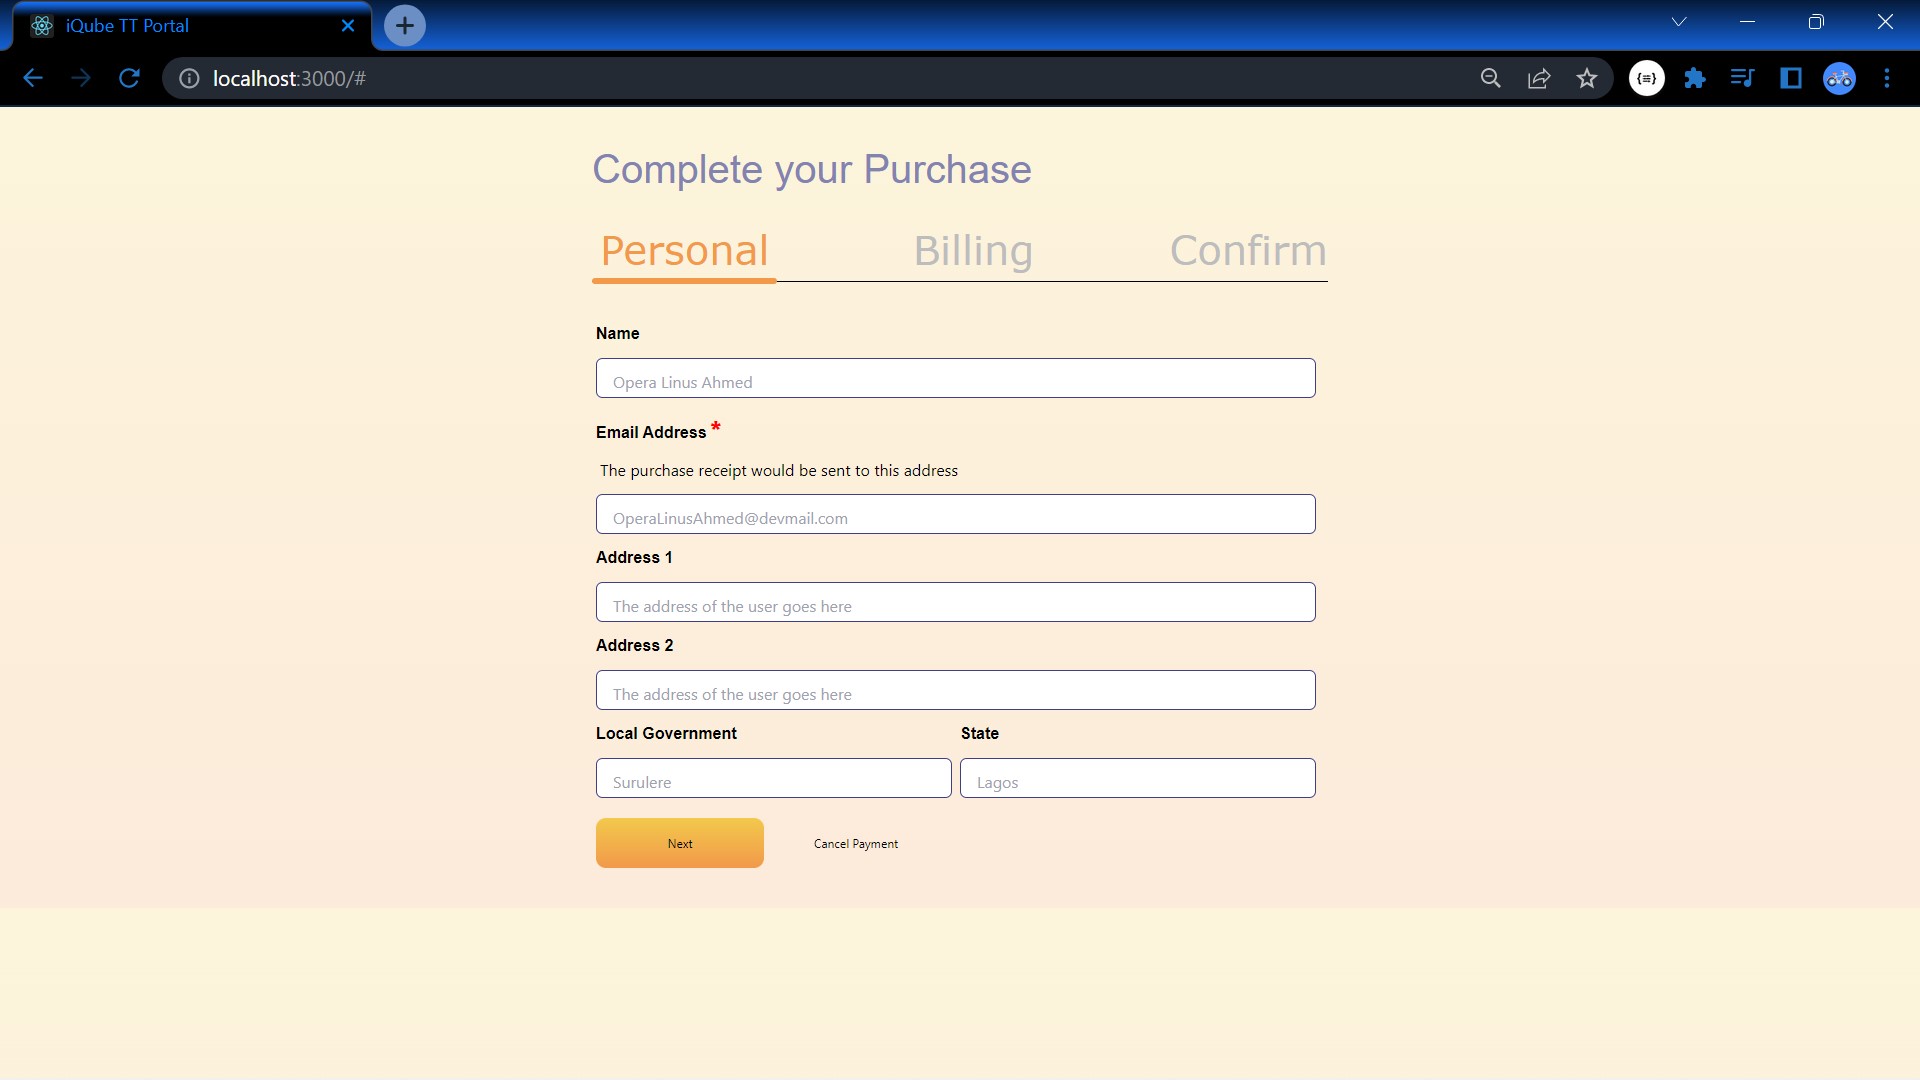 iQube TT Portal
localhost:3000/#
{=}
Complete your Purchase
Personal Billing Confirm
Name
Opera Linus Ahmed
Email Address *
The purchase receipt would be sent to this address
OperaLinusAhmed@devmail.com
Address 1
The address of the user goes here
Address 2
The address of the user goes here
Local Government State
Surulere Lagos
Next Cancel Payment